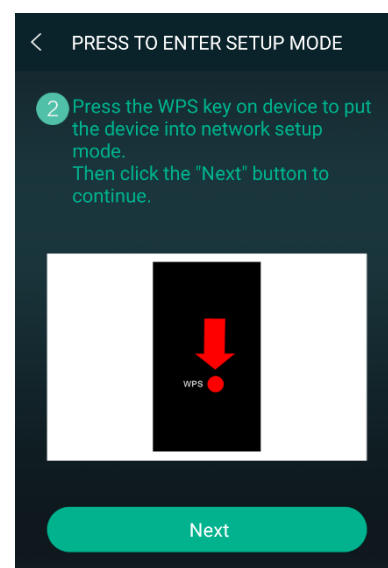 PRESS TO ENTER SETUP MODE
2 Press the WPS key on device to put
the device into network setup
mode.
Then click the "Next" button to
continue.
WPS
Next